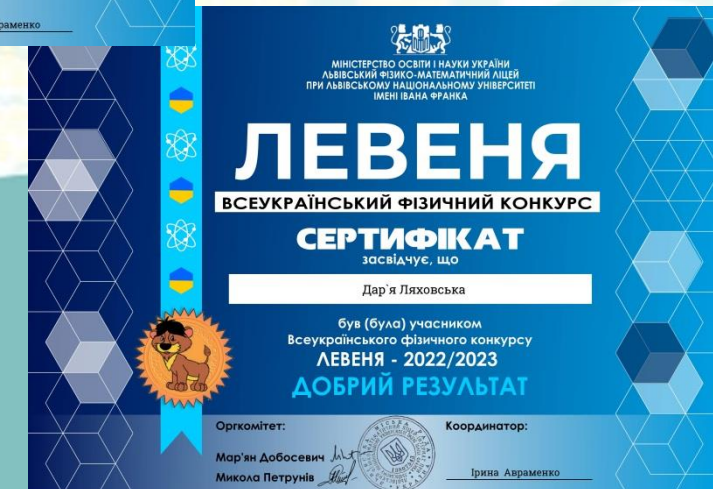 раменко
МІНІСТЕРСТВО ОСВІТИ І НАУКИ УКРАЇНИ
ЛЬВІВСЬКИЙ ФІЗИКО-МАТЕМАТИЧНИЙ ЛІЦЕЙ
ПРИ ЛЬВІВСЬКОМУ НАЦІОНАЛЬНОМУ УНІВЕРСИТЕТІ
ІМЕНІ ІВАНА ФРАНКА
ЛЕВЕНЯ
ВСЕУКРАЇНСЬКИЙ ФІЗИЧНИЙ КОНКУРС
СЕРТИФІКАТ
засвідчує, що
Дар`я Ляховська
був (була) учасником
Всеукраїнського фізичного конкурсу
ЛЕВЕНЯ - 2022/2023
ДОБРИЙ РЕЗУЛЬТАТ
Оргкомітет:
Координатор:
Мар'ян Добосевич
Микола Петрунів
Ірина Авраменко